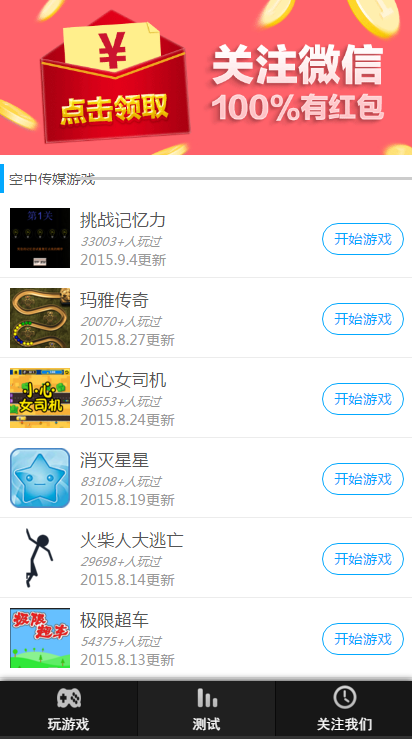 ¥
点击领取
关注微信
100%有红包
空中传媒游戏
第1关
挑战记忆力
33003+人玩过
2015.9.4更新
开始游戏
玛雅传奇
20070+人玩过
2015.8.27更新
开始游戏
小心
女司机
小心女司机
36653+人玩过
2015.8.24更新
开始游戏
消灭星星
83108+人玩过
2015.8.19更新
开始游戏
火柴人大逃亡
29698+人玩过
2015.8.14更新
开始游戏
极限
超车
极限超车
54375+人玩过
2015.8.13更新
开始游戏
玩游戏
测试
关注我们